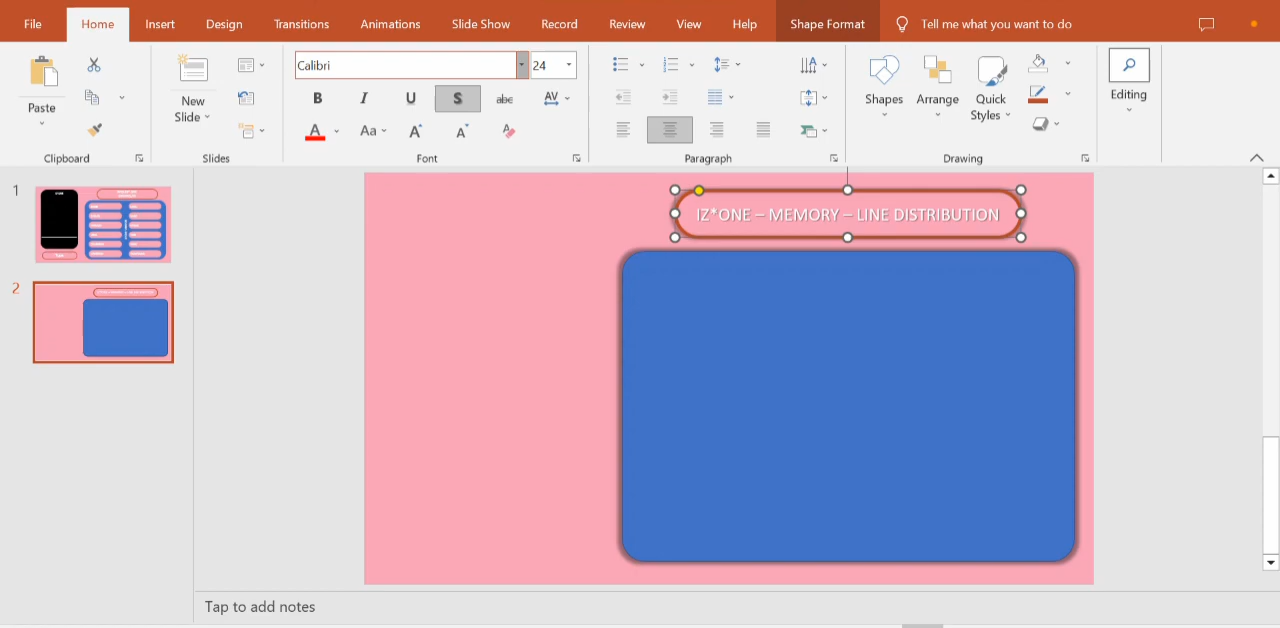 File Home Insert Design Transitions Animations Slide Show Record Review View Help Shape Format Tell me what you want to do
Calibri 24
Paste New Slide B I U S abc AV Shapes Arrange Quick Styles Editing
A Aa A A A
Clipboard Slides Font Paragraph Drawing
1
2
IZ*ONE – MEMORY – LINE DISTRIBUTION
Tap to add notes